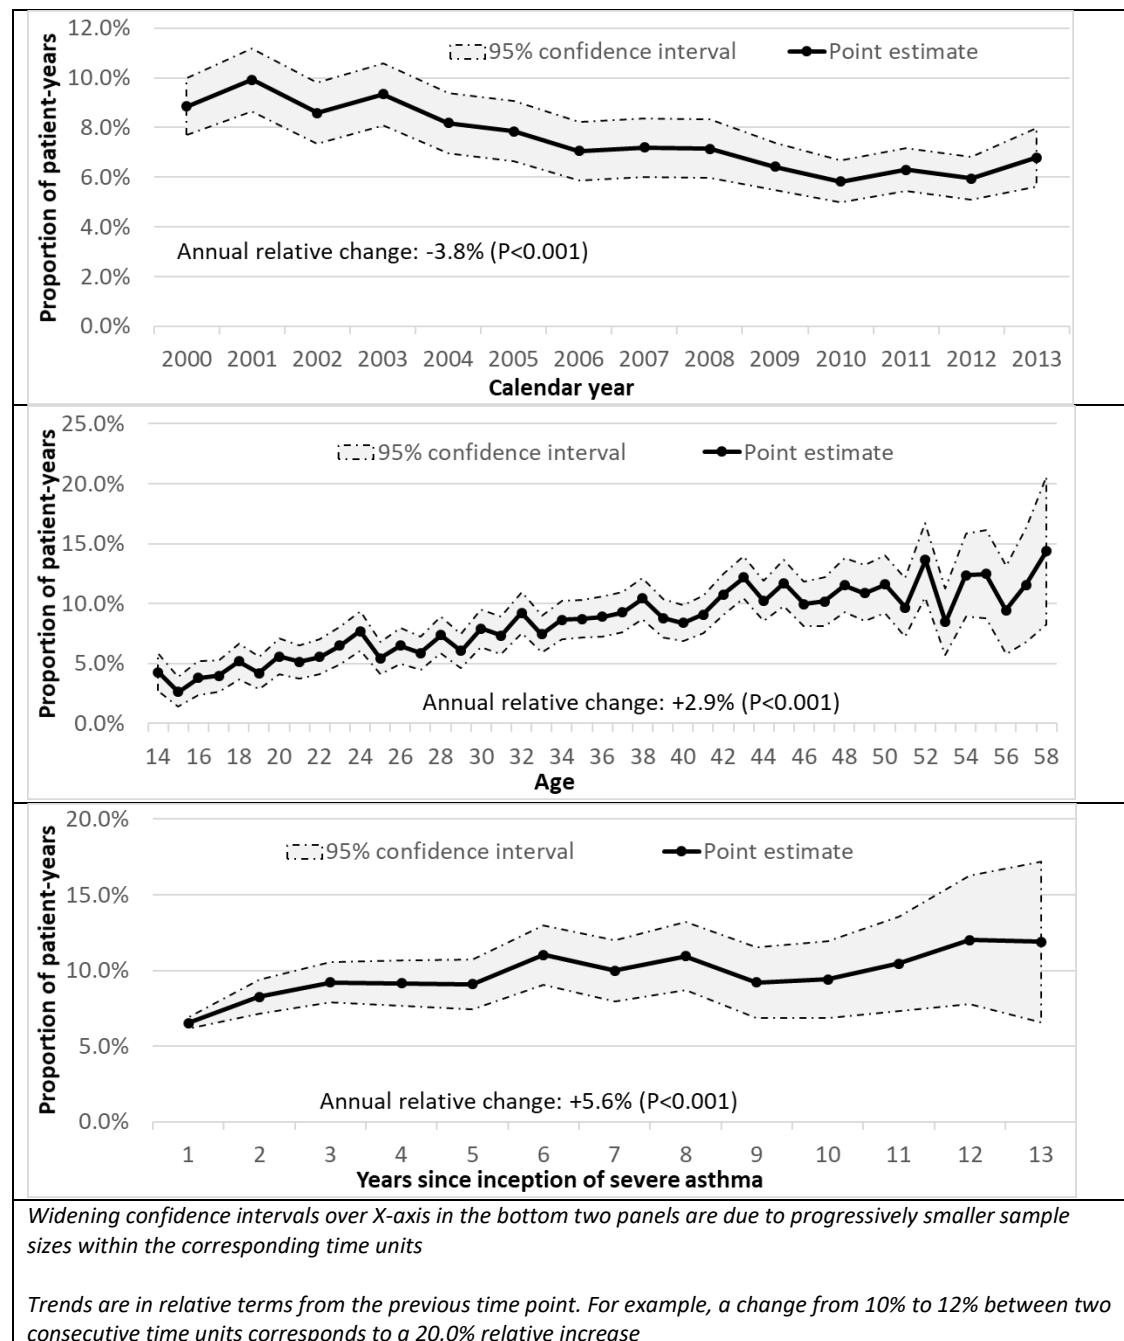 12.0%
95% confidence interval Point estimate
10.0%
8.0%
6.0%
4.0%
Annual relative change: -3.8% (P<0.001)
2.0%
0.0%
Proportion of patient-years
2000 2001 2002 2003 2004 2005 2006 2007 2008 2009 2010 2011 2012 2013
Calendar year
25.0%
95% confidence interval Point estimate
20.0%
15.0%
10.0%
5.0%
Annual relative change: +2.9% (P<0.001)
0.0%
Proportion of patient-years
14 16 18 20 22 24 26 28 30 32 34 36 38 40 42 44 46 48 50 52 54 56 58
Age
20.0%
95% confidence interval Point estimate
15.0%
10.0%
5.0%
Annual relative change: +5.6% (P<0.001)
0.0%
Proportion of patient-years
1 2 3 4 5 6 7 8 9 10 11 12 13
Years since inception of severe asthma
Widening confidence intervals over X-axis in the bottom two panels are due to progressively smaller sample
sizes within the corresponding time units
Trends are in relative terms from the previous time point. For example, a change from 10% to 12% between two
consecutive time units corresponds to a 20.0% relative increase